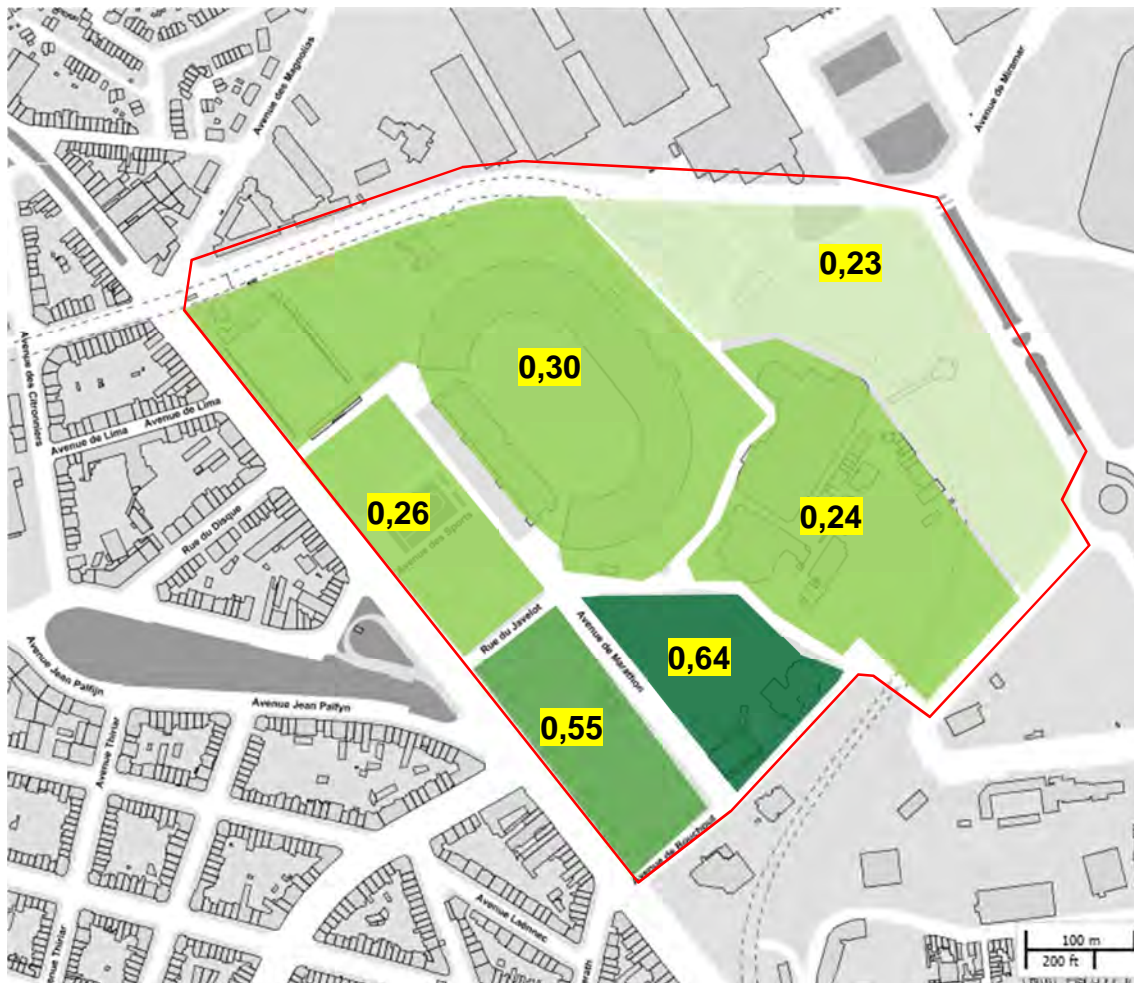 Avenue des Magnolias
Avenue de Miramar
0,23
0,30
Avenue des Citronniers
Avenue de Lima
Avenue de Lima
0,26
Avenue des Sports
0,24
Rue du Disque
Rue du Javelot
Avenue de Marathon
0,64
Avenue Jean Palfijn
Avenue Jean Palfyn
Avenue Thiriar
0,55
Avenue de Bouchout
Avenue Laënnec
100 m
200 ft